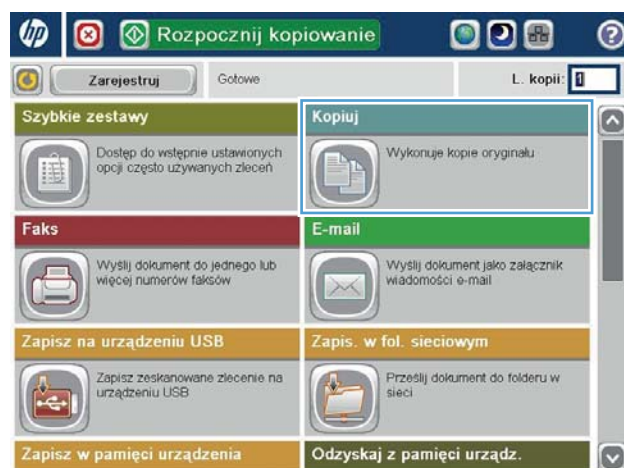 hp
Rozpocznij kopiowanie
?
Zarejestruj
Gotowe
L. kopii: 1
Szybkie zestawy
Dostęp do wstępnie ustawionych
opcji często używanych zleceń
Kopiuj
Wykonuje kopie oryginału
Faks
Wyślij dokument do jednego lub
więcej numerów faksów
E-mail
Wyślij dokument jako załącznik
wiadomości e-mail
Zapisz na urządzeniu USB
Zapisz zeskanowane zlecenie na
urządzeniu USB
Zapis. w fol. sieciowym
Prześlij dokument do folderu w
sieci
Zapisz w pamięci urządzenia
Odzyskaj z pamięci urządz.